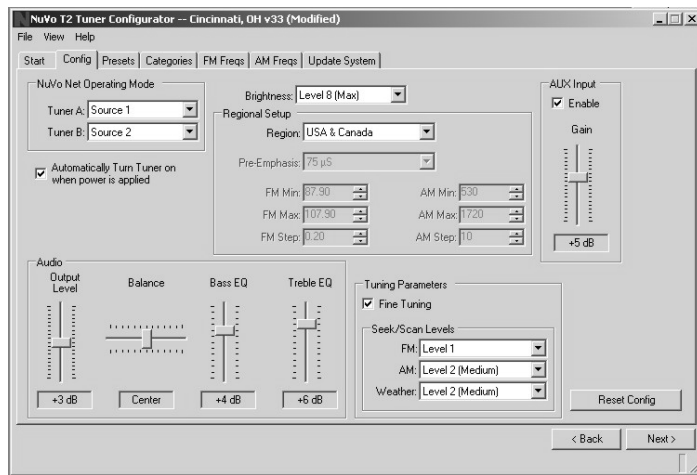 NuVo T2 Tuner Configurator -- Cincinnati, OH v33 (Modified)
File View Help
Start Config Presets Categories FM Freqs AM Freqs Update System
NuVo Net Operating Mode
Tuner A: Source 1
Tuner B: Source 2
Automatically Turn Tuner on
when power is applied
Brightness: Level 8 (Max)
Regional Setup
Region: USA & Canada
Pre-Emphasis: 75 µS
FM Min: 87.90 AM Min: 530
FM Max: 107.90 AM Max: 1720
FM Step: 0.20 AM Step: 10
AUX Input
Enable
Gain
+5 dB
Audio
Output
Level
Balance
Bass EQ
Treble EQ
+3 dB Center +4 dB +6 dB
Tuning Parameters
Fine Tuning
Seek/Scan Levels
FM: Level 1
AM: Level 2 (Medium)
Weather: Level 2 (Medium)
Reset Config
< Back Next >